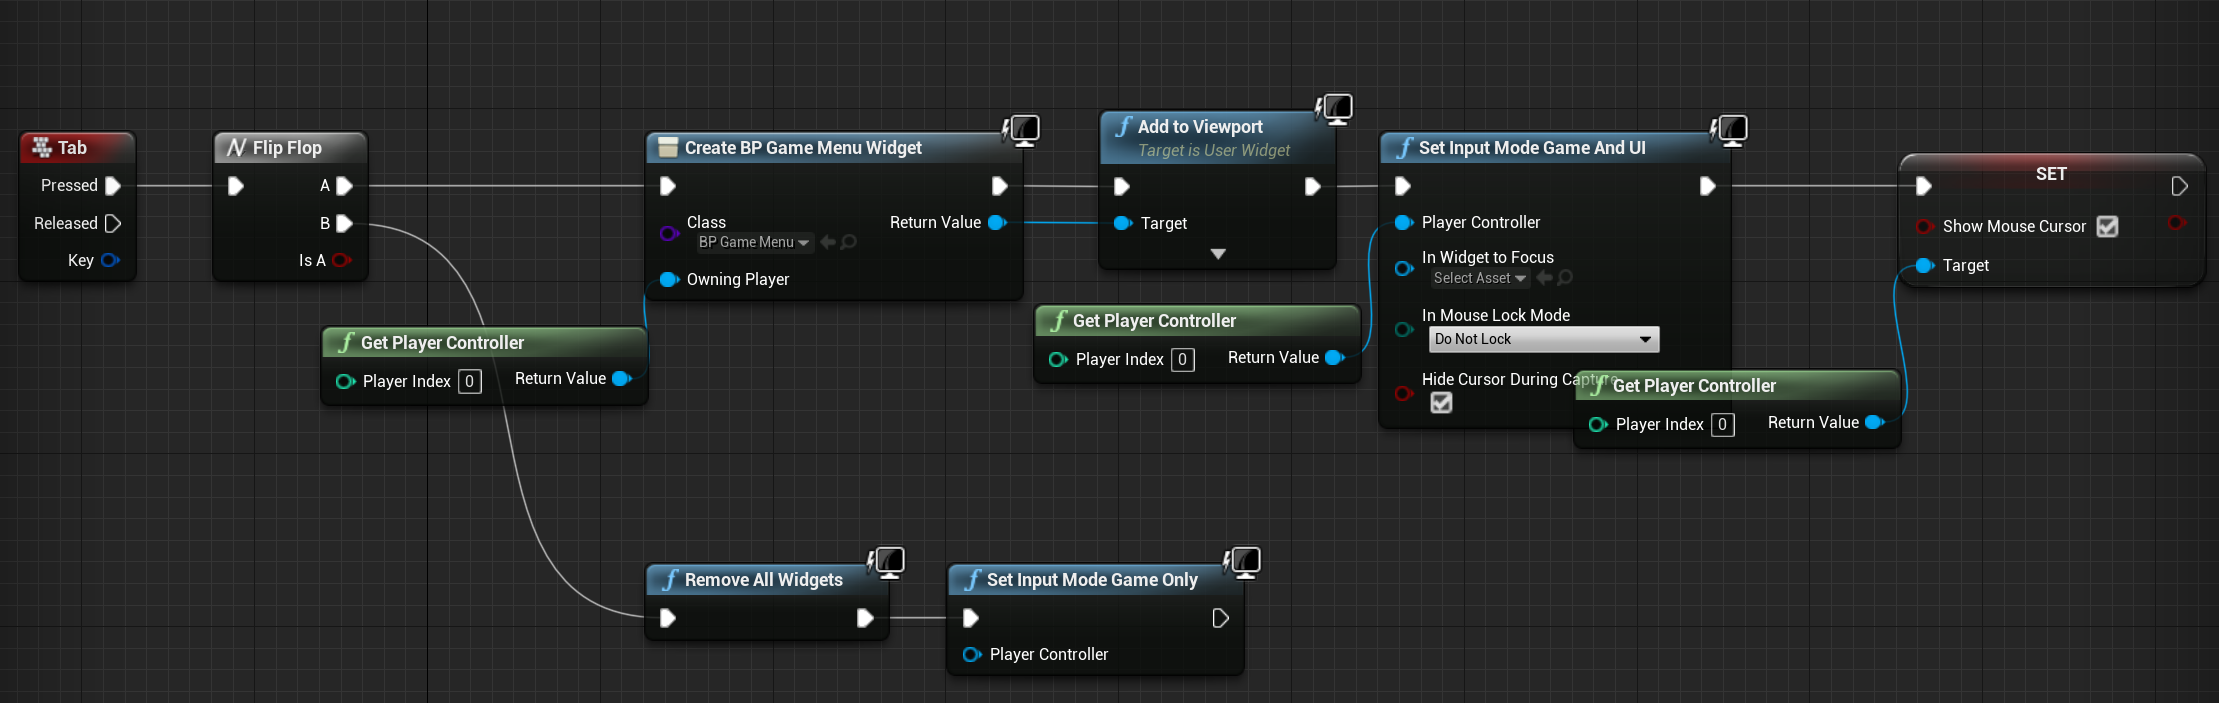 Tab
Pressed
Released
Key
Flip Flop
A
B
Is A
Get Player Controller
Player Index 0 Return Value
Create BP Game Menu Widget
Class
BP Game Menu
Return Value
Owning Player
Add to Viewport
Target is User Widget
Target
Get Player Controller
Player Index 0 Return Value
Set Input Mode Game And UI
Player Controller
In Widget to Focus
Select Asset
In Mouse Lock Mode
Do Not Lock
Hide Cursor During Capture
Get Player Controller
Player Index 0 Return Value
SET
Show Mouse Cursor
Target
Remove All Widgets
Set Input Mode Game Only
Player Controller